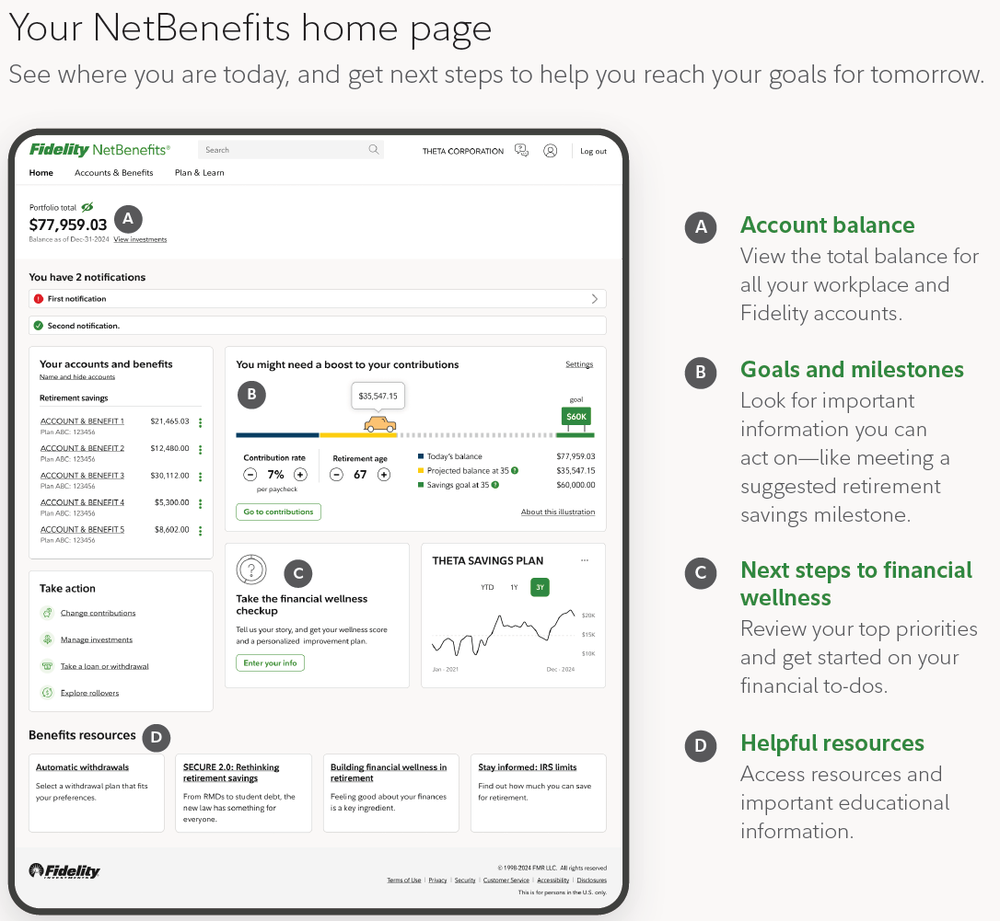 Your NetBenefits home page
See where you are today, and get next steps to help you reach your goals for tomorrow.
Fidelity NetBenefits®
Search
THETA CORPORATION
Log out
Home
Accounts & Benefits
Plan & Learn
Portfolio total
$77,959.03
A
Balance as of Dec-31-2024 View investments
You have 2 notifications
First notification
Second notification.
Your accounts and benefits
Name and hide accounts
Retirement savings
ACCOUNT & BENEFIT 1 $21,465.03
Plan ABC: 123456
ACCOUNT & BENEFIT 2 $12,480.00
Plan ABC: 123456
ACCOUNT & BENEFIT 3 $30,112.00
Plan ABC: 123456
ACCOUNT & BENEFIT 4 $5,300.00
Plan ABC: 123456
ACCOUNT & BENEFIT 5 $8,602.00
Plan ABC: 123456
Take action
Change contributions
Manage investments
Take a loan or withdrawal
Explore rollovers
You might need a boost to your contributions
Settings
B
$35,547.15
goal
$60K
Contribution rate
7%
per paycheck
Retirement age
67
Today's balance $77,959.03
Projected balance at 35 ? $35,547.15
Savings goal at 35 ? $60,000.00
Go to contributions
About this illustration
?
C
Take the financial wellness
checkup
Tell us your story, and get your wellness score
and a personalized improvement plan.
Enter your info
THETA SAVINGS PLAN
...
YTD 1Y 3Y
$20K
$15K
$10K
Jan - 2021
Dec - 2024
Benefits resources
D
Automatic withdrawals
Select a withdrawal plan that fits
your preferences.
SECURE 2.0: Rethinking
retirement savings
From RMDs to student debt, the
new law has something for
everyone.
Building financial wellness in
retirement
Feeling good about your finances
is a key ingredient.
Stay informed: IRS limits
Find out how much you can save
for retirement.
Fidelity
INVESTMENTS
© 1998-2024 FMR LLC. All rights reserved
Terms of Use | Privacy | Security | Customer Service | Accessibility | Disclosures
This is for persons in the U.S. only.
A
Account balance
View the total balance for
all your workplace and
Fidelity accounts.
B
Goals and milestones
Look for important
information you can
act on—like meeting a
suggested retirement
savings milestone.
C
Next steps to financial
wellness
Review your top priorities
and get started on your
financial to-dos.
D
Helpful resources
Access resources and
important educational
information.